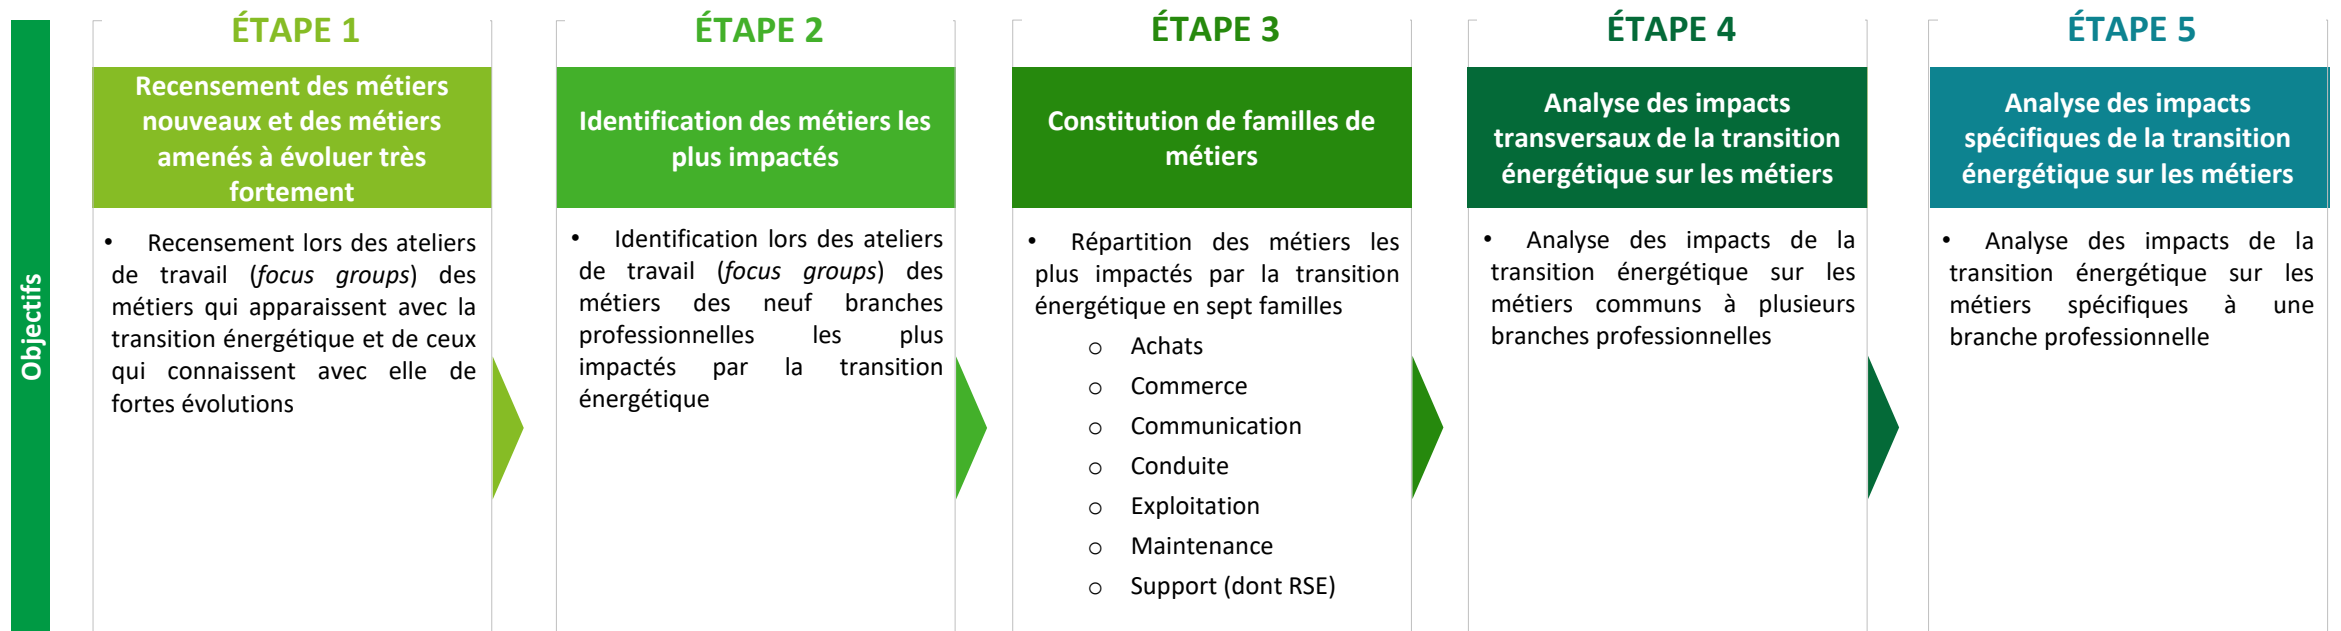 Objectifs
ÉTAPE 1
Recensement des métiers
nouveaux et des métiers
amenés à évoluer très
fortement
• Recensement lors des ateliers
de travail (focus groups) des
métiers qui apparaissent avec la
transition énergétique et de ceux
qui connaissent avec elle de
fortes évolutions
ÉTAPE 2
Identification des métiers les
plus impactés
• Identification lors des ateliers
de travail (focus groups) des
métiers des neuf branches
professionnelles les plus
impactés par la transition
énergétique
ÉTAPE 3
Constitution de familles de
métiers
• Répartition des métiers les
plus impactés par la transition
énergétique en sept familles
o Achats
o Commerce
o Communication
o Conduite
o Exploitation
o Maintenance
o Support (dont RSE)
ÉTAPE 4
Analyse des impacts
transversaux de la transition
énergétique sur les métiers
• Analyse des impacts de la
transition énergétique sur les
métiers communs à plusieurs
branches professionnelles
ÉTAPE 5
Analyse des impacts
spécifiques de la transition
énergétique sur les métiers
• Analyse des impacts de la
transition énergétique sur les
métiers spécifiques à une
branche professionnelle